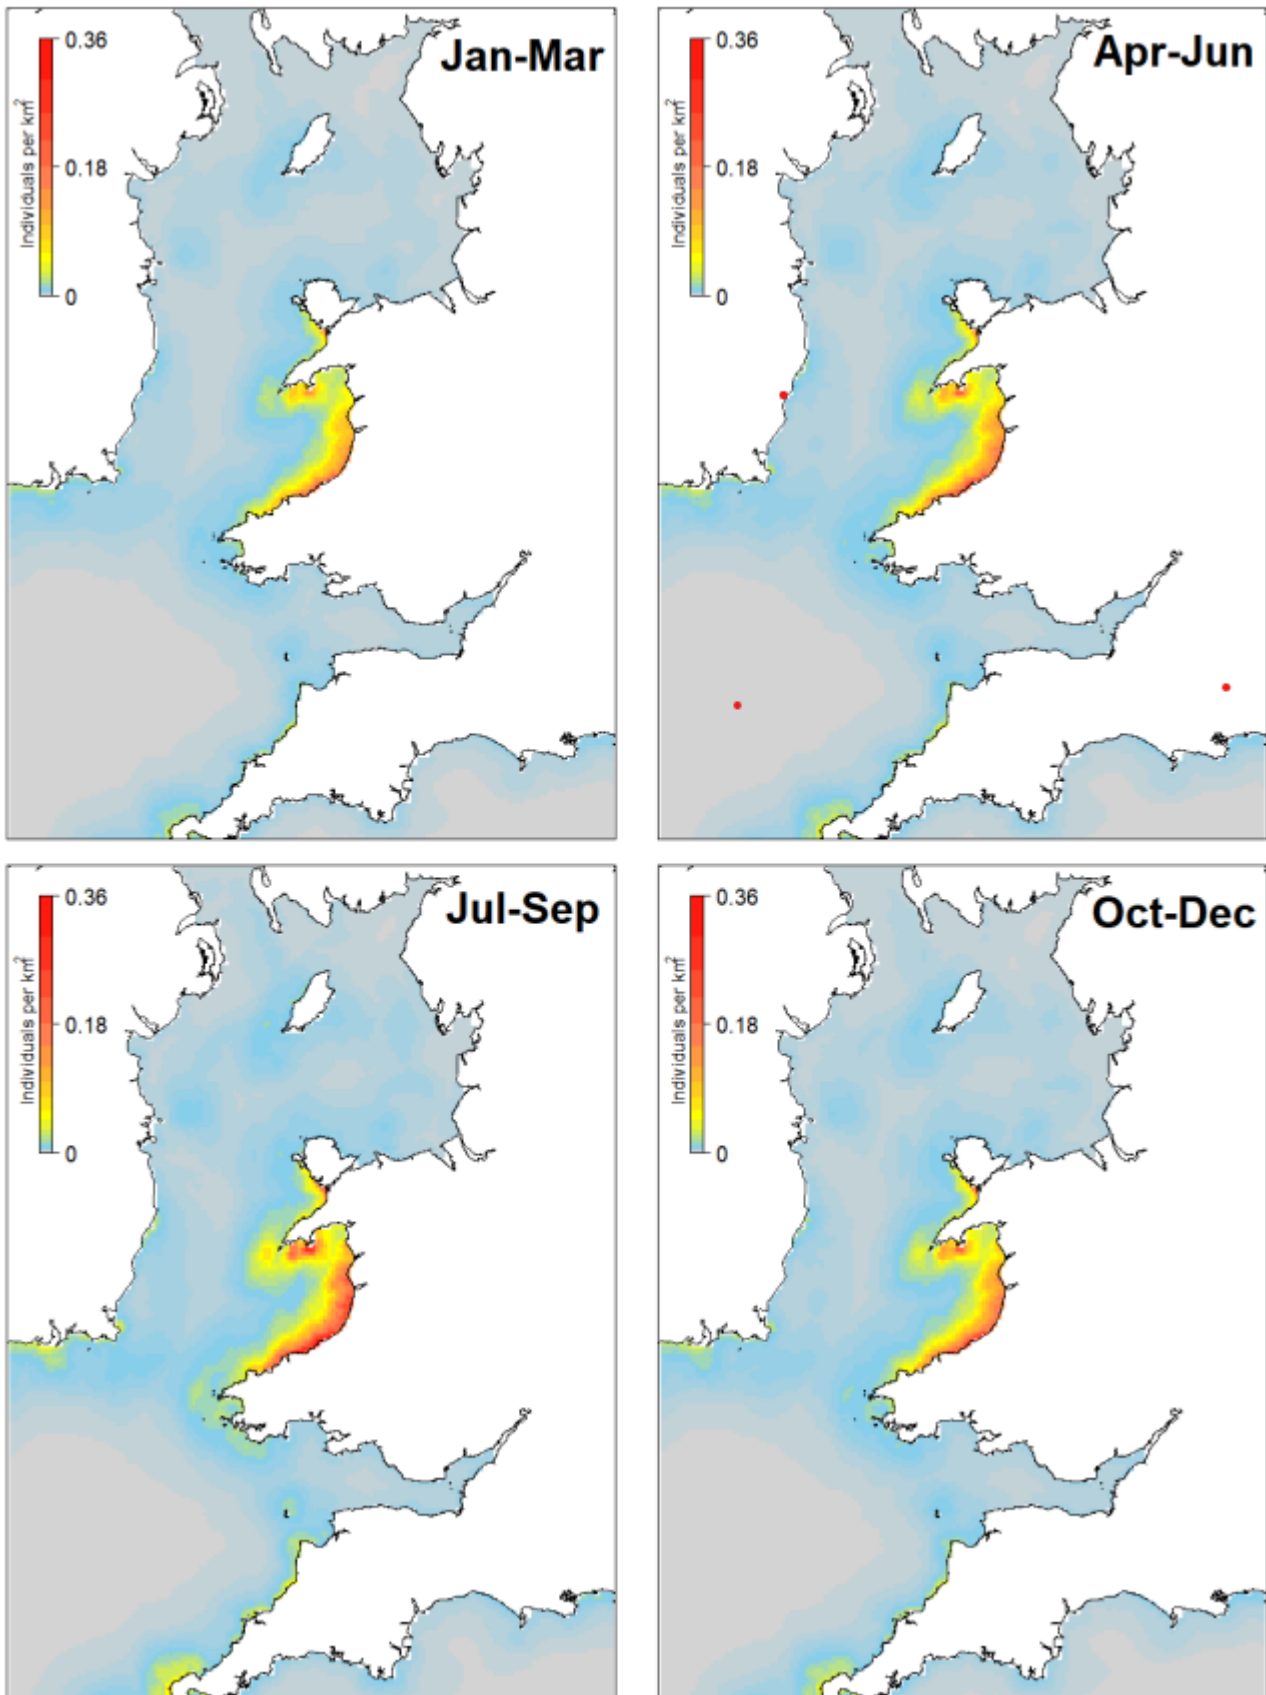 Jan-Mar
0.36
0.18
0
Individuals per km²
Apr-Jun
0.36
0.18
0
Individuals per km²
Jul-Sep
0.36
0.18
0
Individuals per km²
Oct-Dec
0.36
0.18
0
Individuals per km²